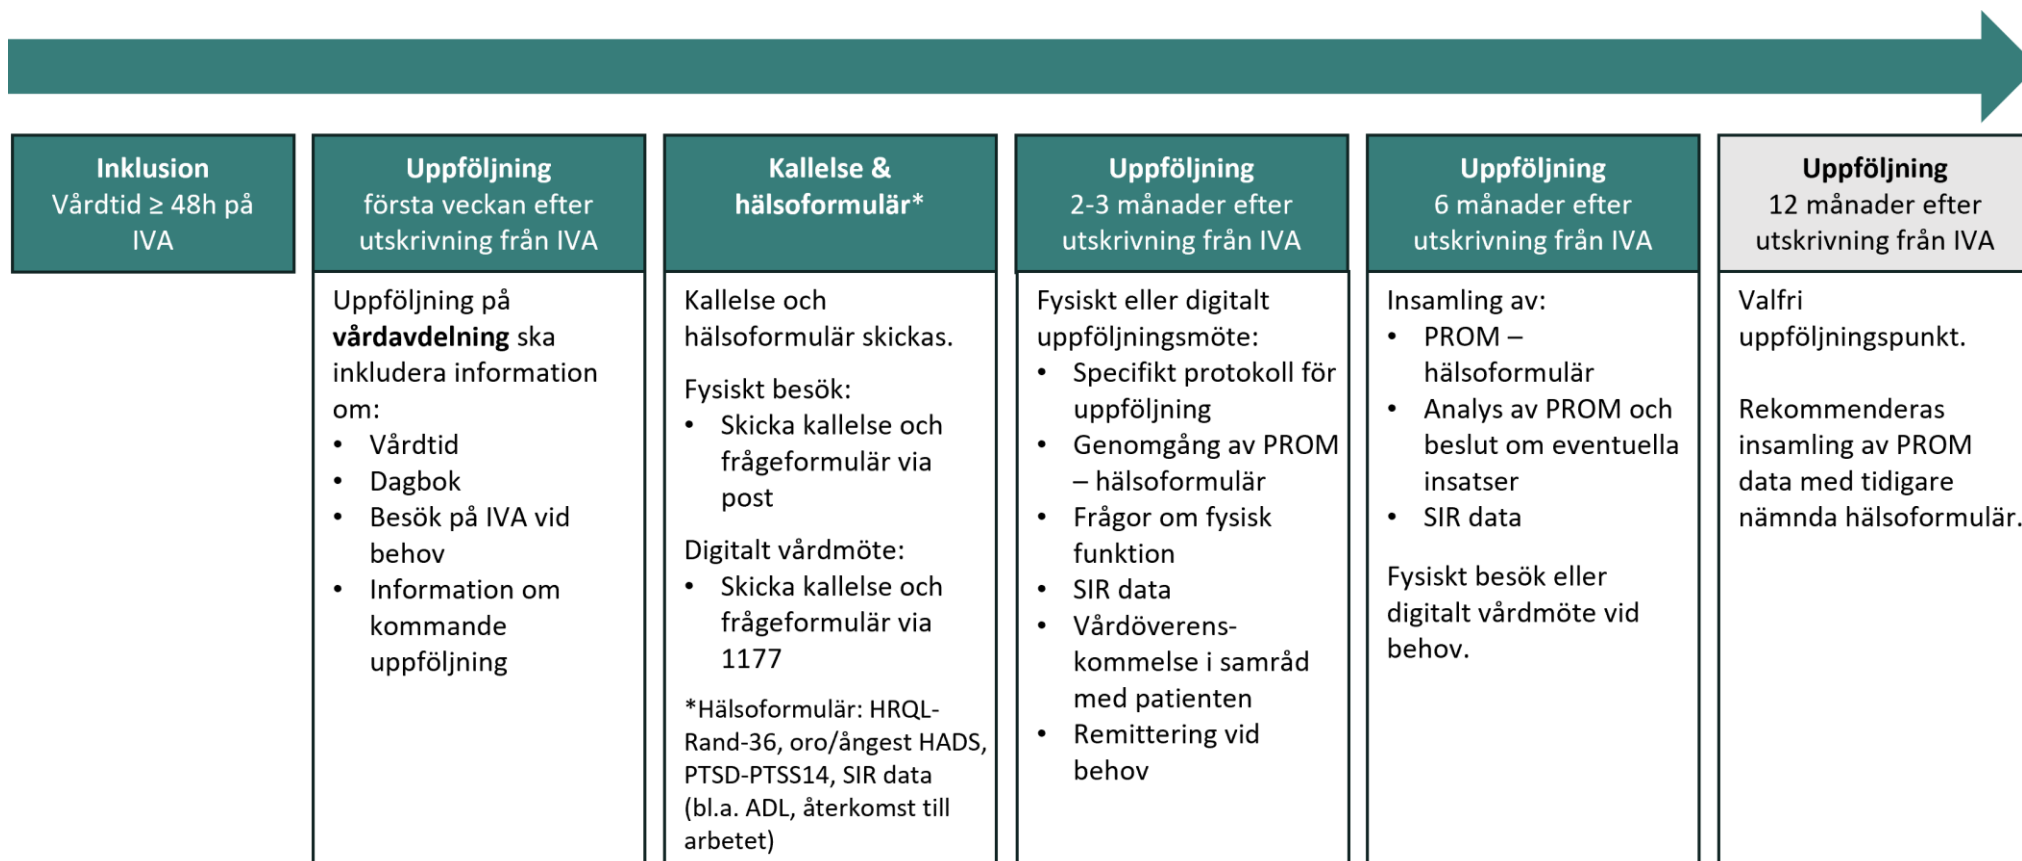 Inklusion
Vårdtid ≥ 48h på
IVA
Uppföljning
första veckan efter
utskrivning från IVA
Uppföljning på
vårdavdelning ska
inkludera information
om:
• Vårdtid
• Dagbok
• Besök på IVA vid
behov
• Information om
kommande
uppföljning
Kallelse &
hälsoformulär*
Kallelse och
hälsoformulär skickas.
Fysiskt besök:
• Skicka kallelse och
frågeformulär via
post
Digitalt vårdmöte:
• Skicka kallelse och
frågeformulär via
1177
*Hälsoformulär: HRQL-
Rand-36, oro/ångest HADS,
PTSD-PTSS14, SIR data
(bl.a. ADL, återkomst till
arbetet)
Uppföljning
2-3 månader efter
utskrivning från IVA
Fysiskt eller digitalt
uppföljningsmöte:
• Specifikt protokoll för
uppföljning
• Genomgång av PROM
– hälsoformulär
• Frågor om fysisk
funktion
• SIR data
• Vårdöverens-
kommelse i samråd
med patienten
• Remittering vid
behov
Uppföljning
6 månader efter
utskrivning från IVA
Insamling av:
• PROM –
hälsoformulär
• Analys av PROM och
beslut om eventuella
insatser
• SIR data
Fysiskt besök eller
digitalt vårdmöte vid
behov.
Uppföljning
12 månader efter
utskrivning från IVA
Valfri
uppföljningspunkt.
Rekommenderas
insamling av PROM
data med tidigare
nämnda hälsoformulär.